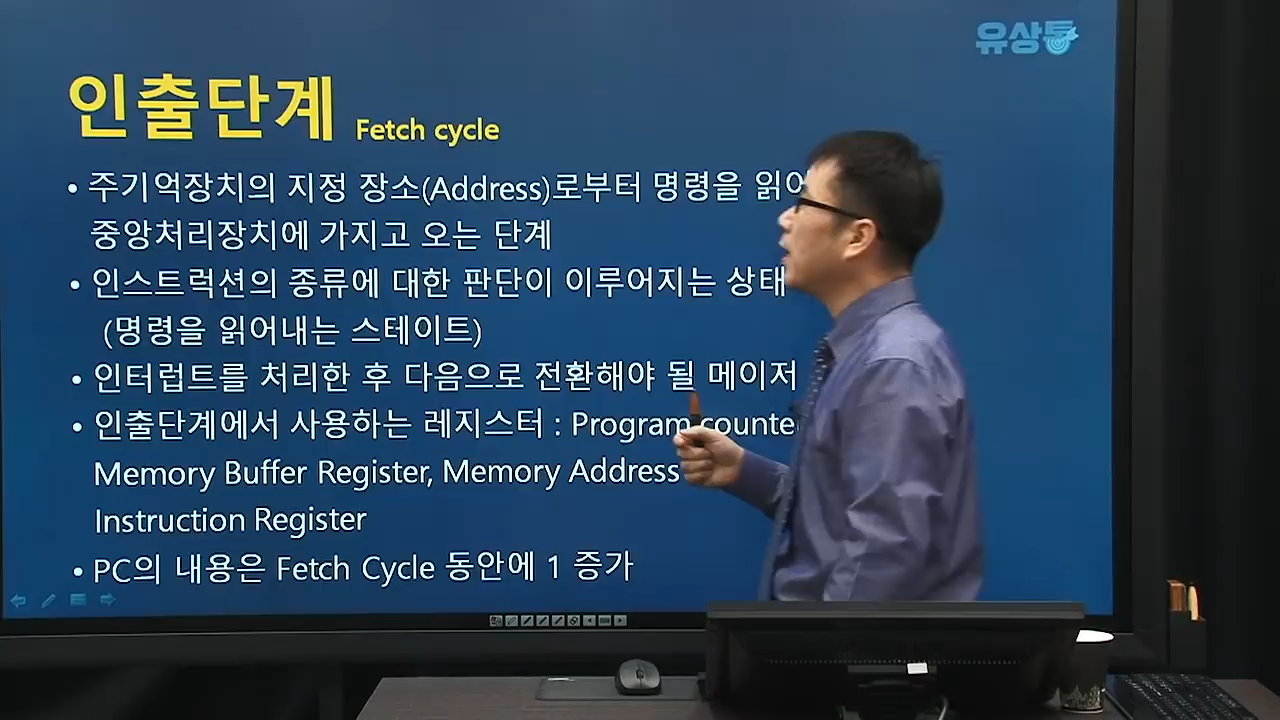 유상통
인출단계 Fetch cycle
• 주기억장치의 지정 장소(Address)로부터 명령을 읽어
중앙처리장치에 가지고 오는 단계
• 인스트럭션의 종류에 대한 판단이 이루어지는 상태
(명령을 읽어내는 스테이트)
• 인터럽트를 처리한 후 다음으로 전환해야 될 메이저
• 인출단계에서 사용하는 레지스터 : Program counte
Memory Buffer Register, Memory Address
Instruction Register
• PC의 내용은 Fetch Cycle 동안에 1 증가